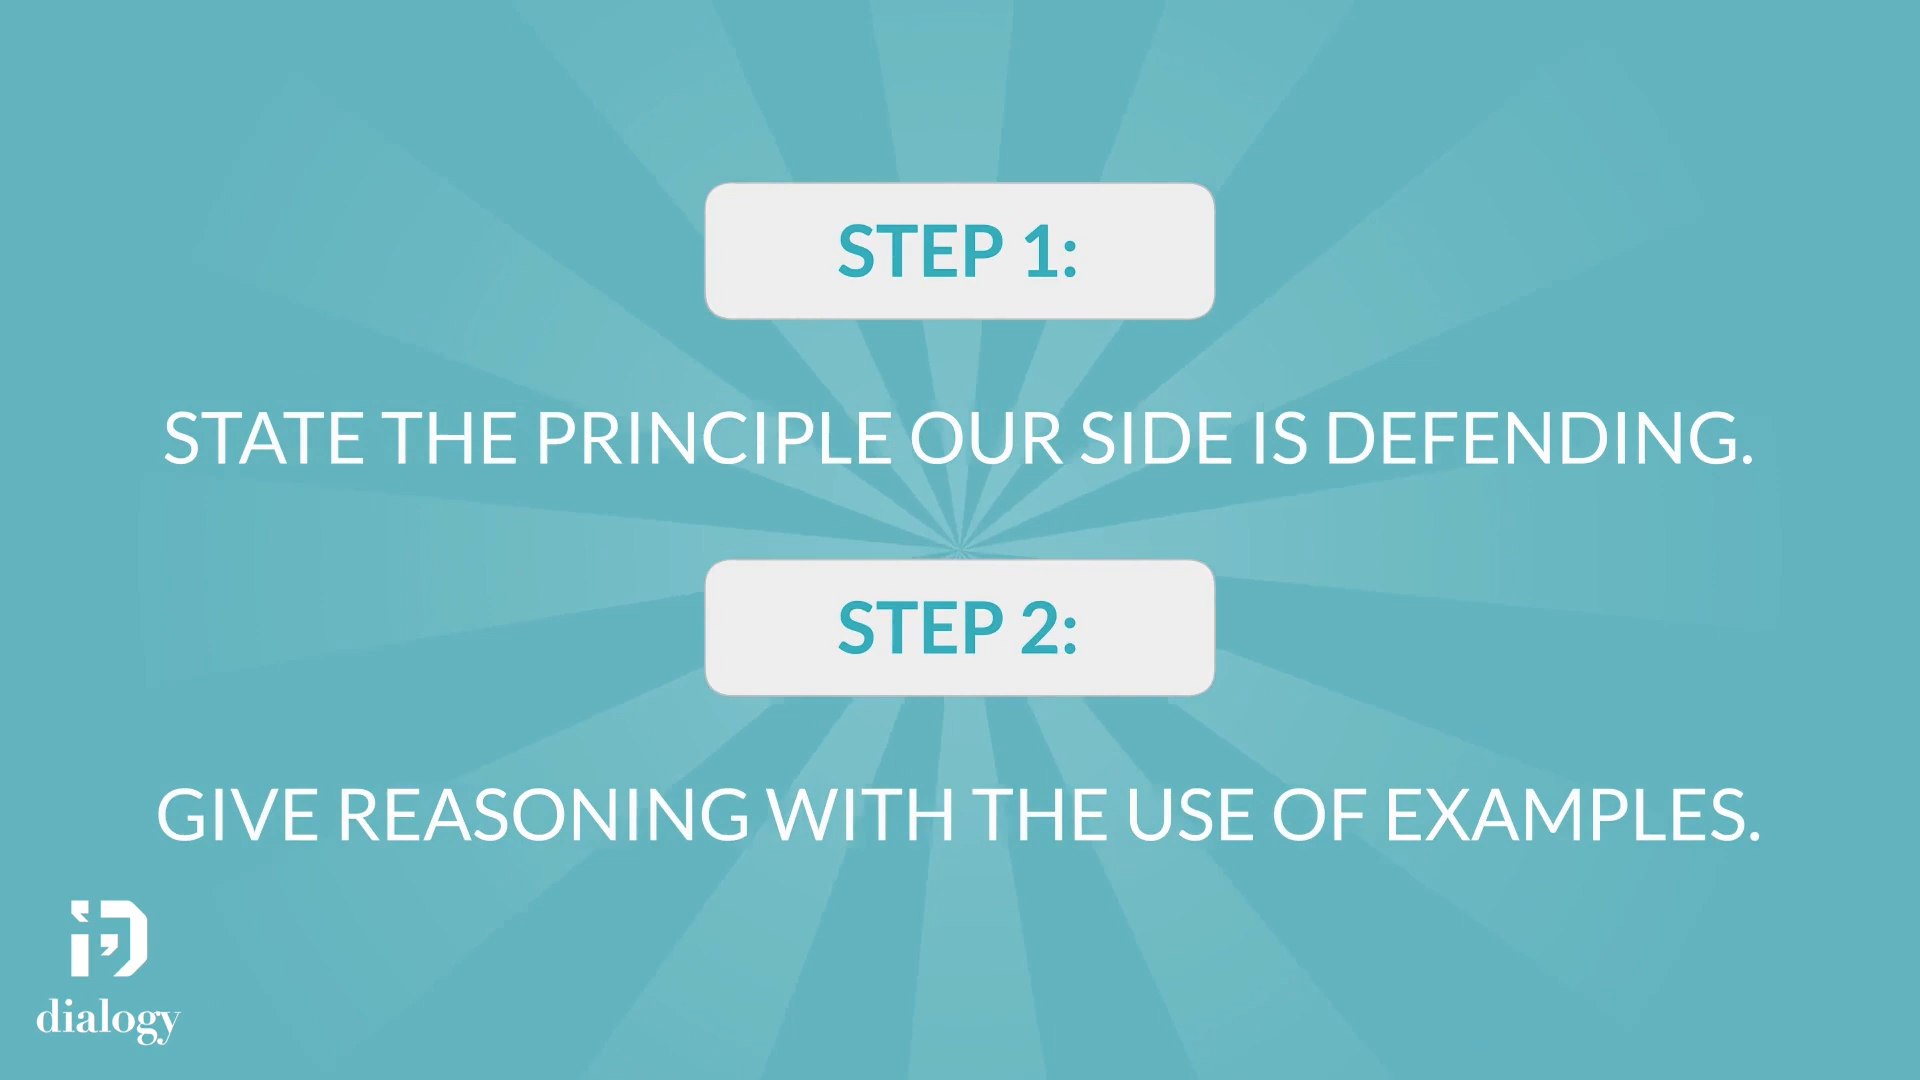 STEP 1:
STATE THE PRINCIPLE OUR SIDE IS DEFENDING.
STEP 2:
GIVE REASONING WITH THE USE OF EXAMPLES.
dialogy